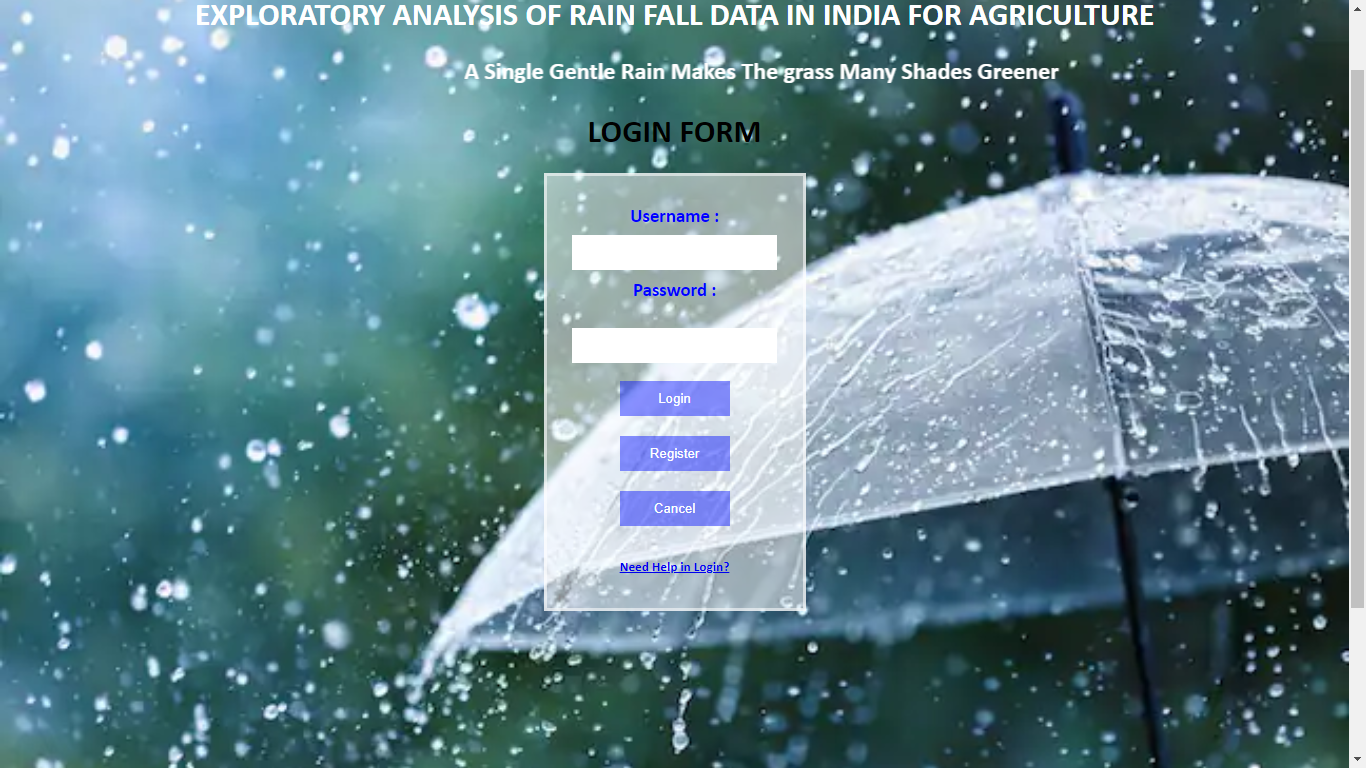 EXPLORATORY ANALYSIS OF RAIN FALL DATA IN INDIA FOR AGRICULTURE
A Single Gentle Rain Makes The grass Many Shades Greener
LOGIN FORM
Username :
Password :
Login
Register
Cancel
Need Help in Login?